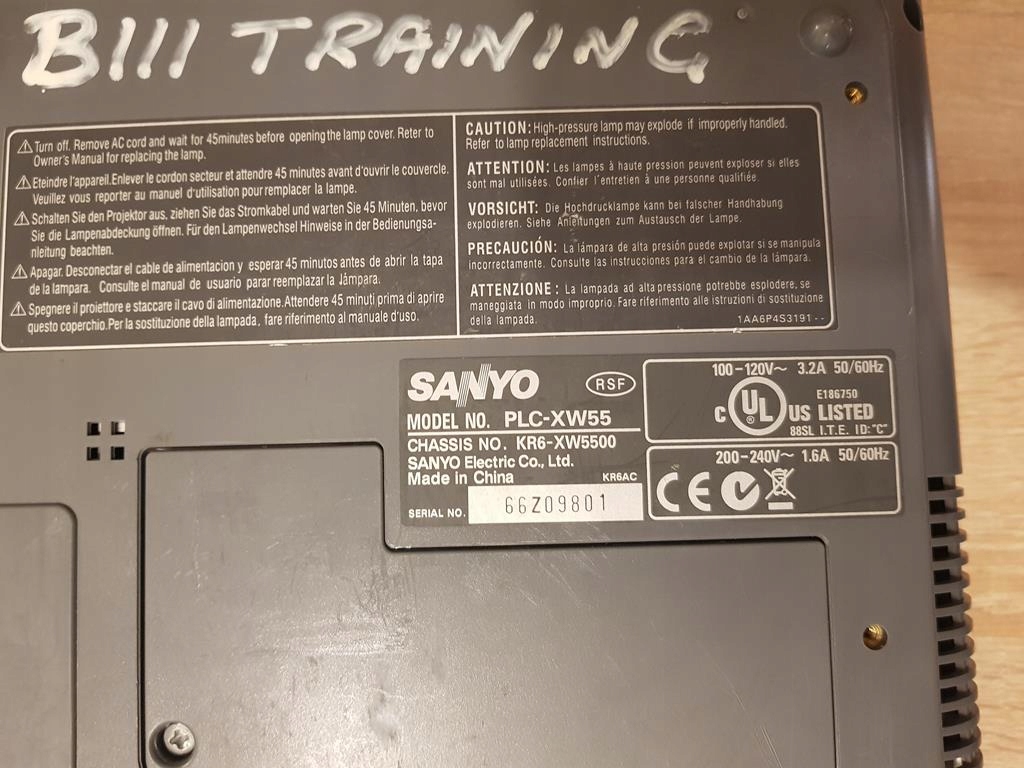 BIII TRAINING
Turn off. Remove AC cord and wait for 45minutes before opening the lamp cover. Refer to
Owner's Manual for replacing the lamp.
Eteindre l'appareil.Enlever le cordon secteur et attendre 45 minutes avant d'ouvrir le couvercle.
Veuillez vous reporter au manuel d'utilisation pour remplacer la lampe.
Schalten Sie den Projektor aus, ziehen Sie das Stromkabel und warten Sie 45 Minuten, bevor
Sie die Lampenabdeckung öffnen. Für den Lampenwechsel Hinweise in der Bedienungsa-
nleitung beachten.
Apagar. Desconectar el cable de alimentacion y esperar 45 minutos antes de abrir la tapa
de la lampara. Consulte el manual de usuario parar reemplazar la lámpara.
Spegnere il proiettore e staccare il cavo di alimentazione.Attendere 45 minuti prima di aprire
questo coperchio.Per la sostituzione della lampada, fare riferimento al manuale d'uso.
CAUTION: High-pressure lamp may explode if improperly handled.
Refer to lamp replacement instructions.
ATTENTION: Les lampes à haute pression peuvent exploser si elles
sont mal utilisées. Confier l'entretien à une personne qualifiée.
VORSICHT: Die Hochdrucklampe kann bei falscher Handhabung
explodieren. Siehe Anleitungen zum Austausch der Lampe.
PRECAUCIÓN: La lámpara de alta presión puede explotar si se manipula
incorrectamente. Consulte las instrucciones para el cambio de la lámpara.
ATTENZIONE: La lampada ad alta pressione potrebbe esplodere, se
maneggiata in modo improprio. Fare riferimento alle istruzioni di sostituzione
della lampada.
1AA6P4S3191--
SANYO RSF
MODEL NO. PLC-XW55
CHASSIS NO. KR6-XW5500
SANYO Electric Co., Ltd.
Made in China KR6AC
SERIAL NO. 66Z09801
100-120V~ 3.2A 50/60Hz
E186750
C UL ® US LISTED
88SL I.T.E. ID:"C"
200-240V~ 1.6A 50/60Hz
CE